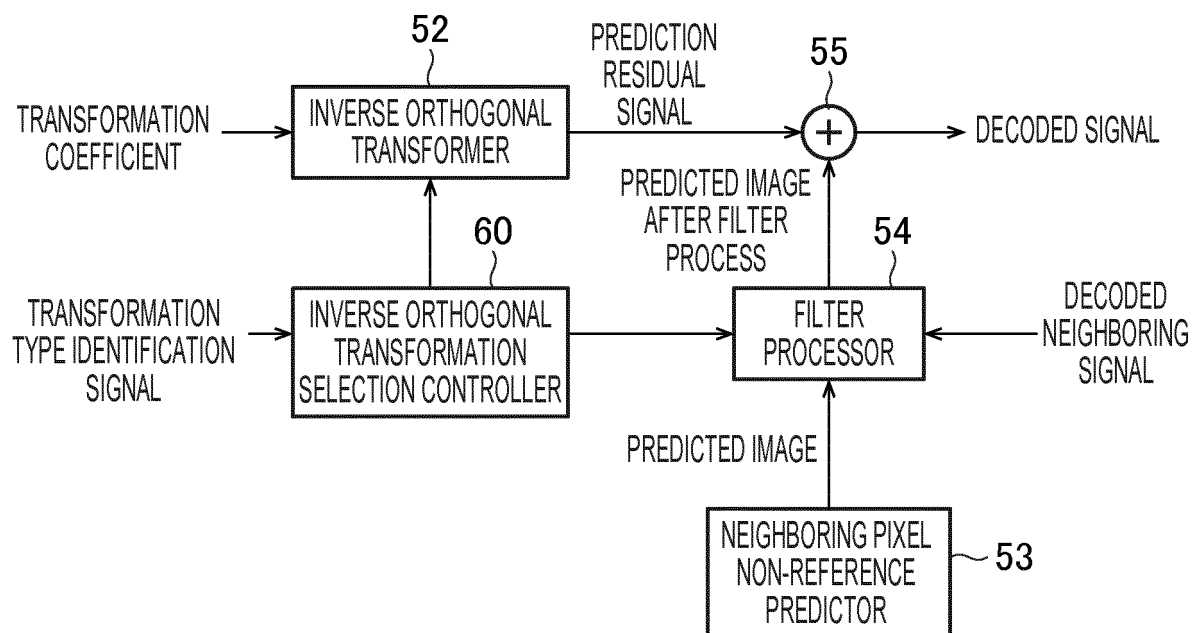 52
PREDICTION
RESIDUAL
SIGNAL
55
TRANSFORMATION
COEFFICIENT
INVERSE ORTHOGONAL
TRANSFORMER
+
DECODED SIGNAL
PREDICTED IMAGE
AFTER FILTER
PROCESS
60
54
TRANSFORMATION
TYPE IDENTIFICATION
SIGNAL
INVERSE ORTHOGONAL
TRANSFORMATION
SELECTION CONTROLLER
FILTER
PROCESSOR
DECODED
NEIGHBORING
SIGNAL
PREDICTED IMAGE
NEIGHBORING PIXEL
NON-REFERENCE
PREDICTOR
53